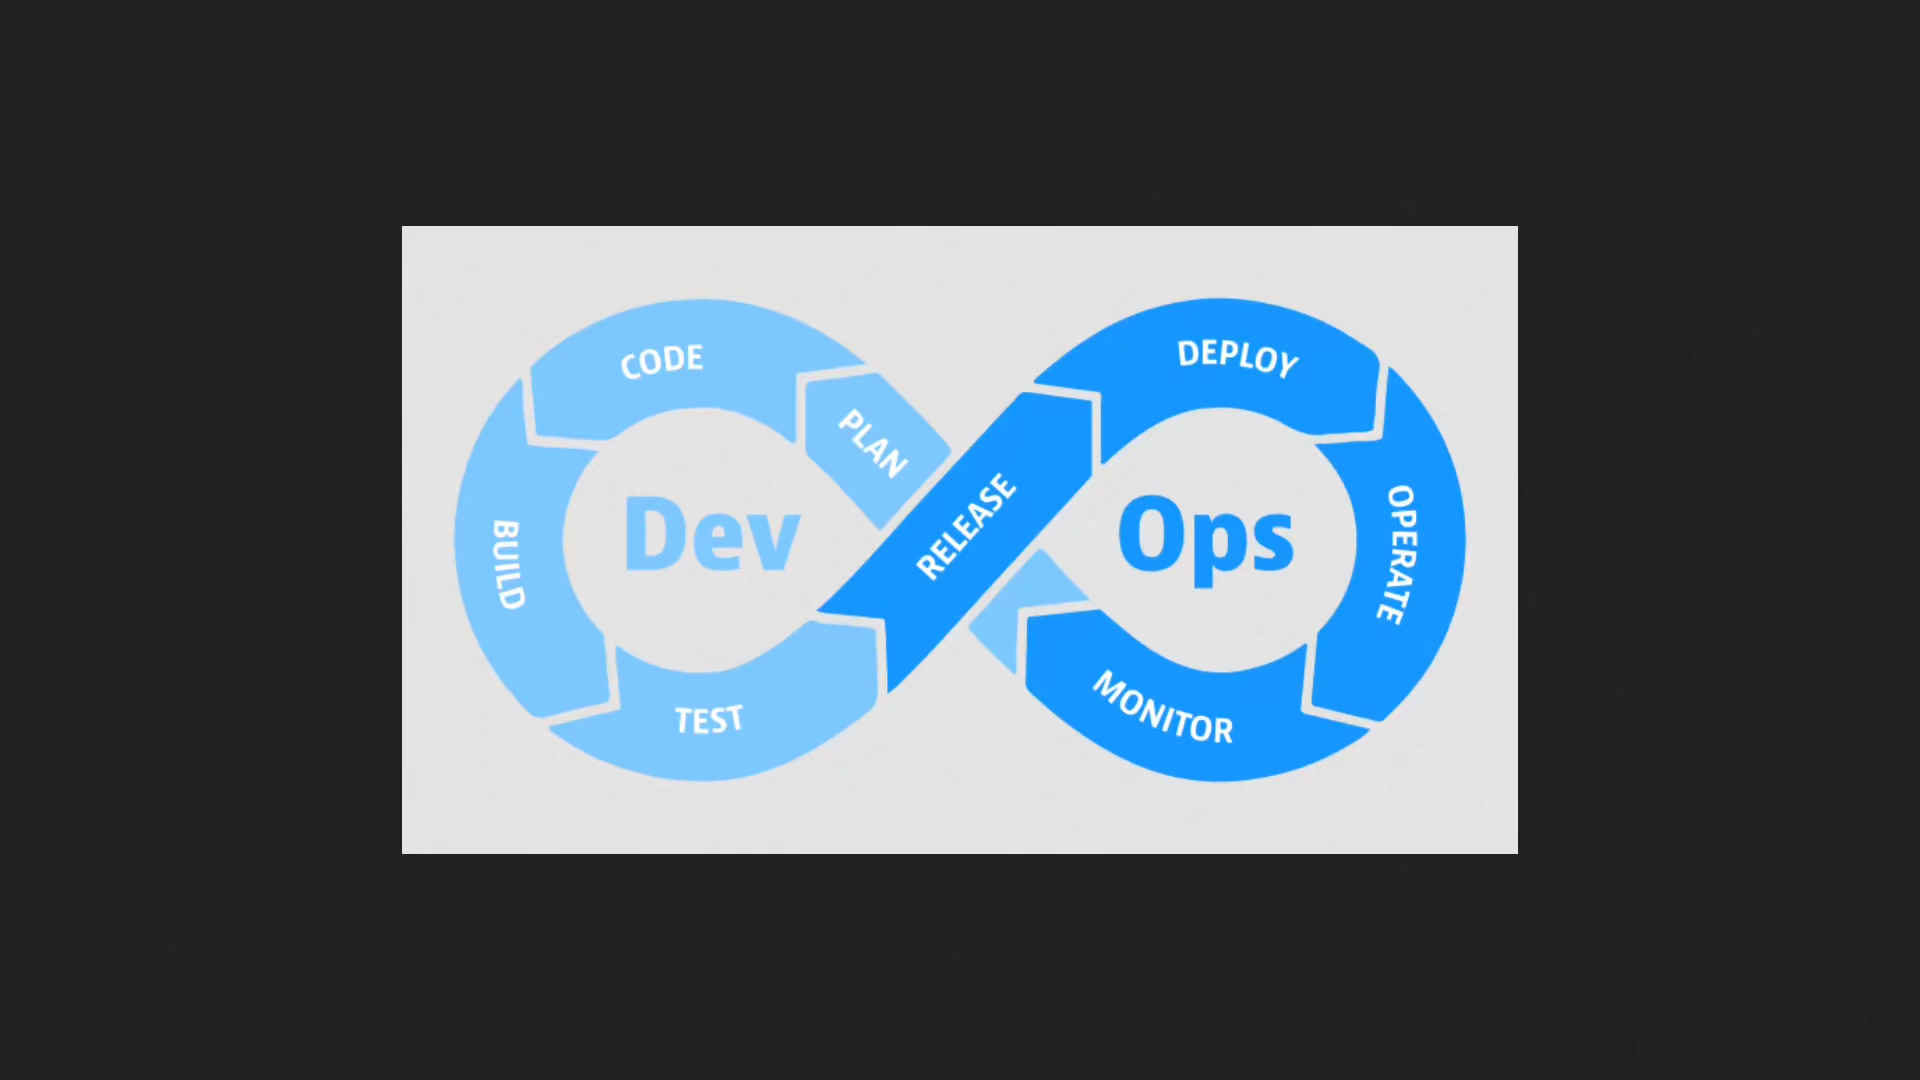 PLAN
CODE
BUILD
TEST
RELEASE
DEPLOY
OPERATE
MONITOR
Dev
Ops